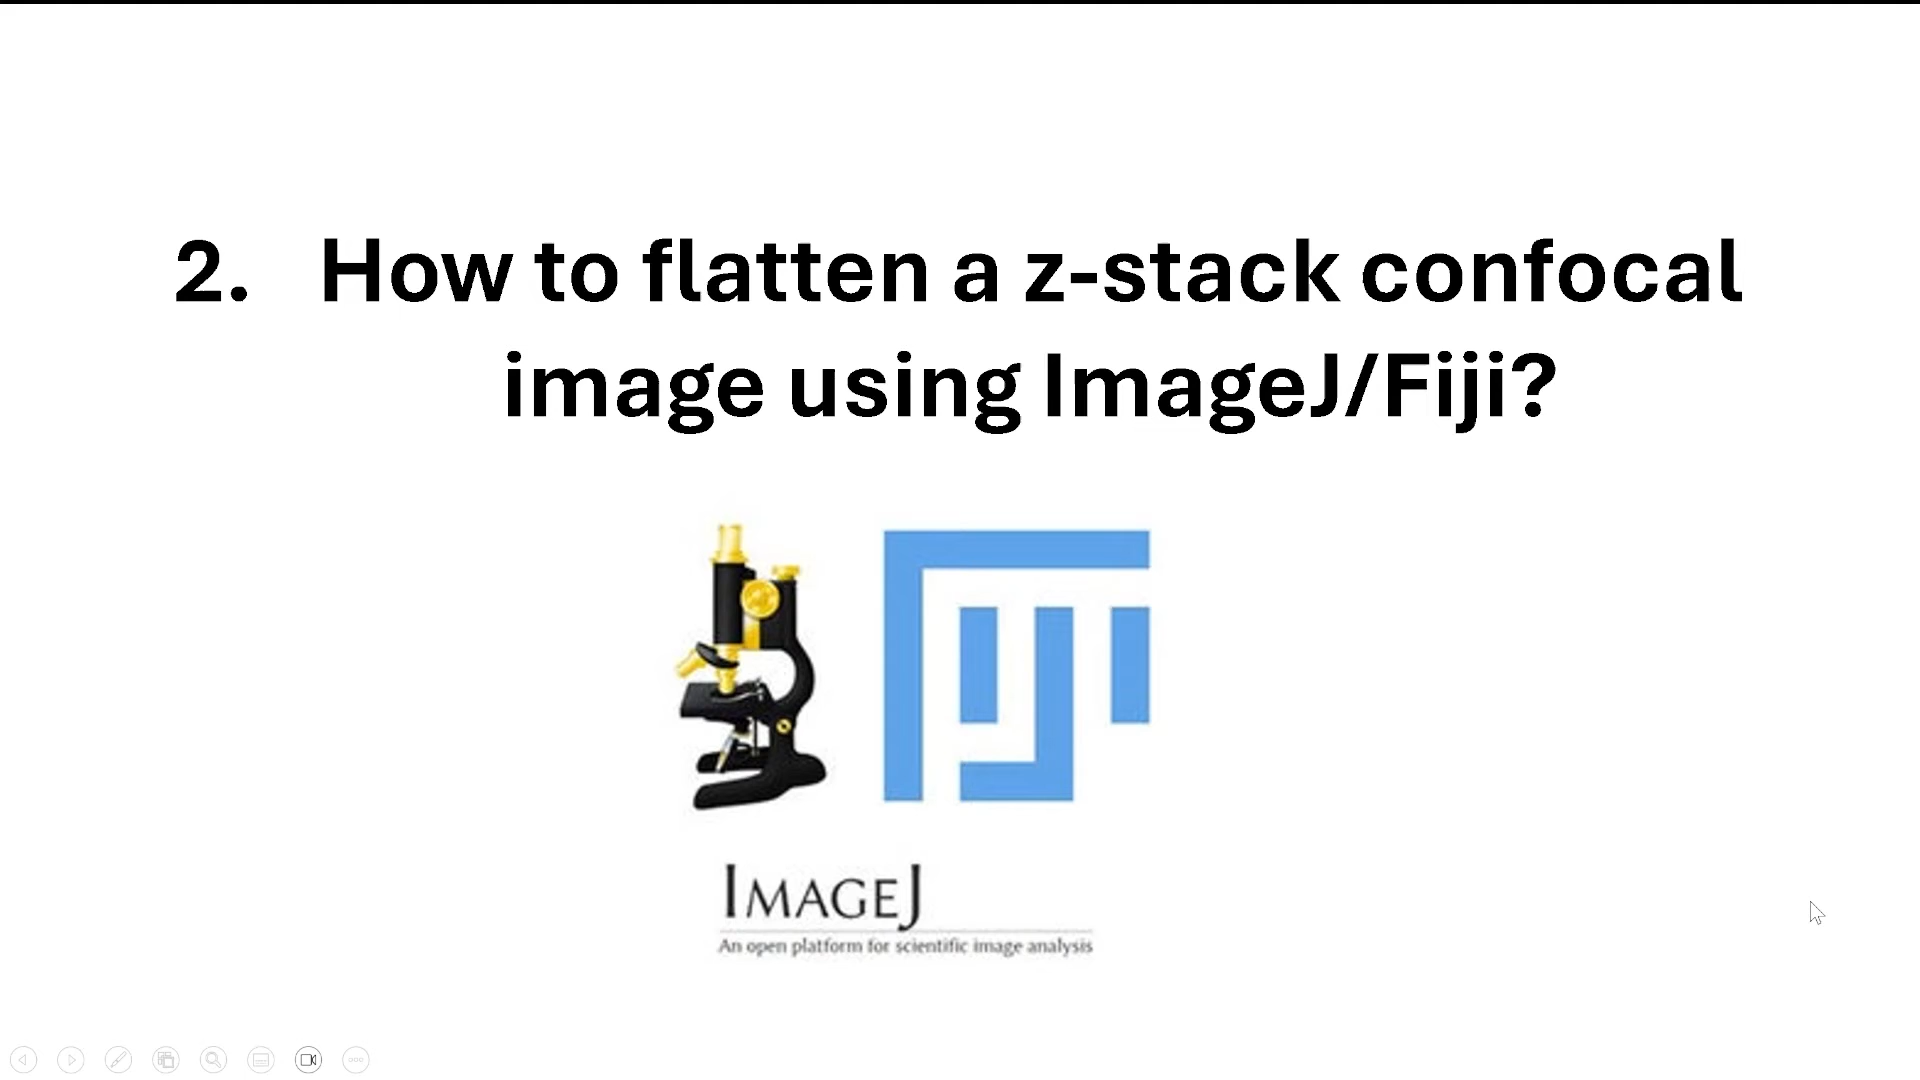 2. How to flatten a z-stack confocal
image using ImageJ/Fiji?
IMAGEJ
An open platform for scientific image analysis